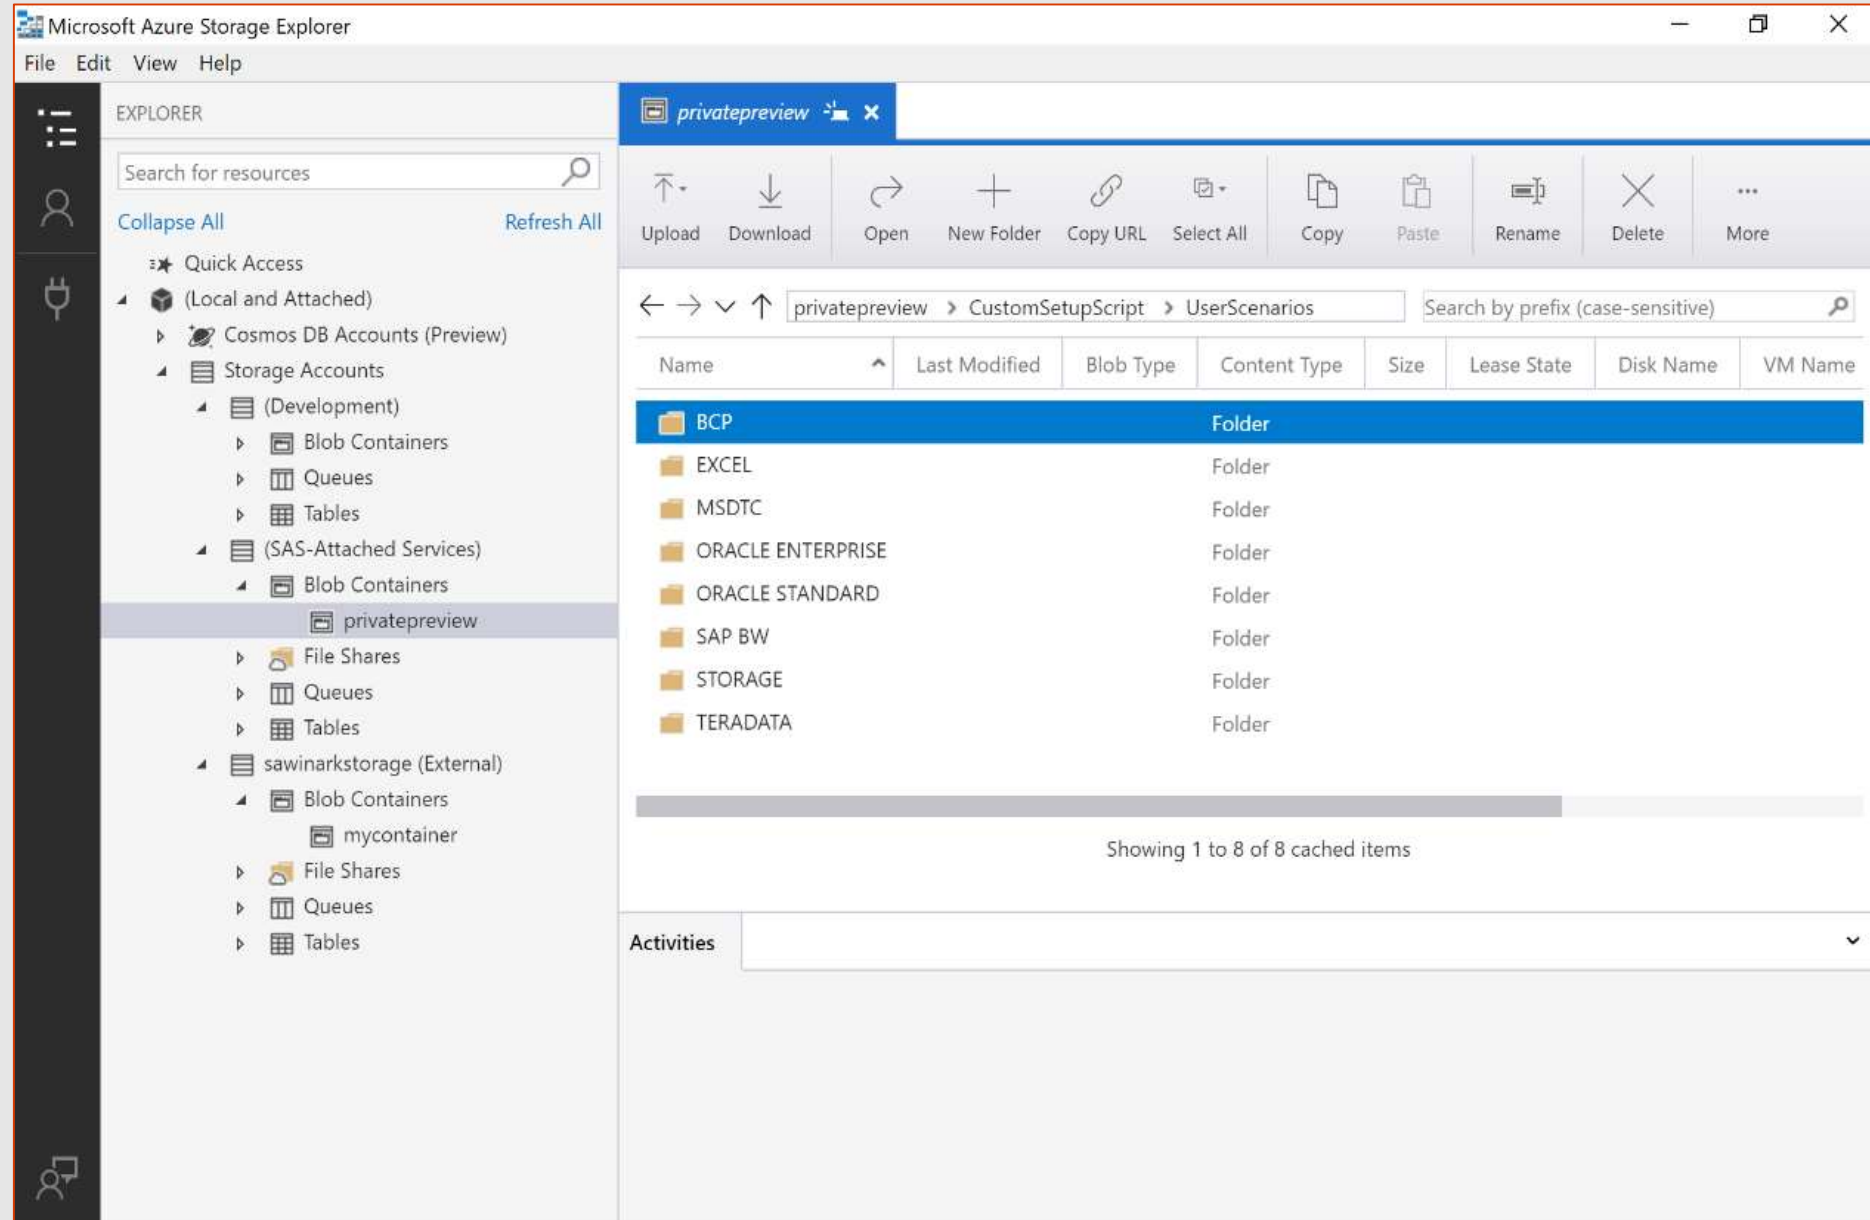 Microsoft Azure Storage Explorer
File Edit View Help
EXPLORER
Search for resources
Collapse All Refresh All
Quick Access
(Local and Attached)
Cosmos DB Accounts (Preview)
Storage Accounts
(Development)
Blob Containers
Queues
Tables
(SAS-Attached Services)
Blob Containers
privatepreview
File Shares
Queues
Tables
sawinarkstorage (External)
Blob Containers
mycontainer
File Shares
Queues
Tables
privatepreview
Upload Download Open New Folder Copy URL Select All Copy Paste Rename Delete More
privatepreview > CustomSetupScript > UserScenarios Search by prefix (case-sensitive)
Name Last Modified Blob Type Content Type Size Lease State Disk Name VM Name
BCP Folder
EXCEL Folder
MSDTC Folder
ORACLE ENTERPRISE Folder
ORACLE STANDARD Folder
SAP BW Folder
STORAGE Folder
TERADATA Folder
Showing 1 to 8 of 8 cached items
Activities